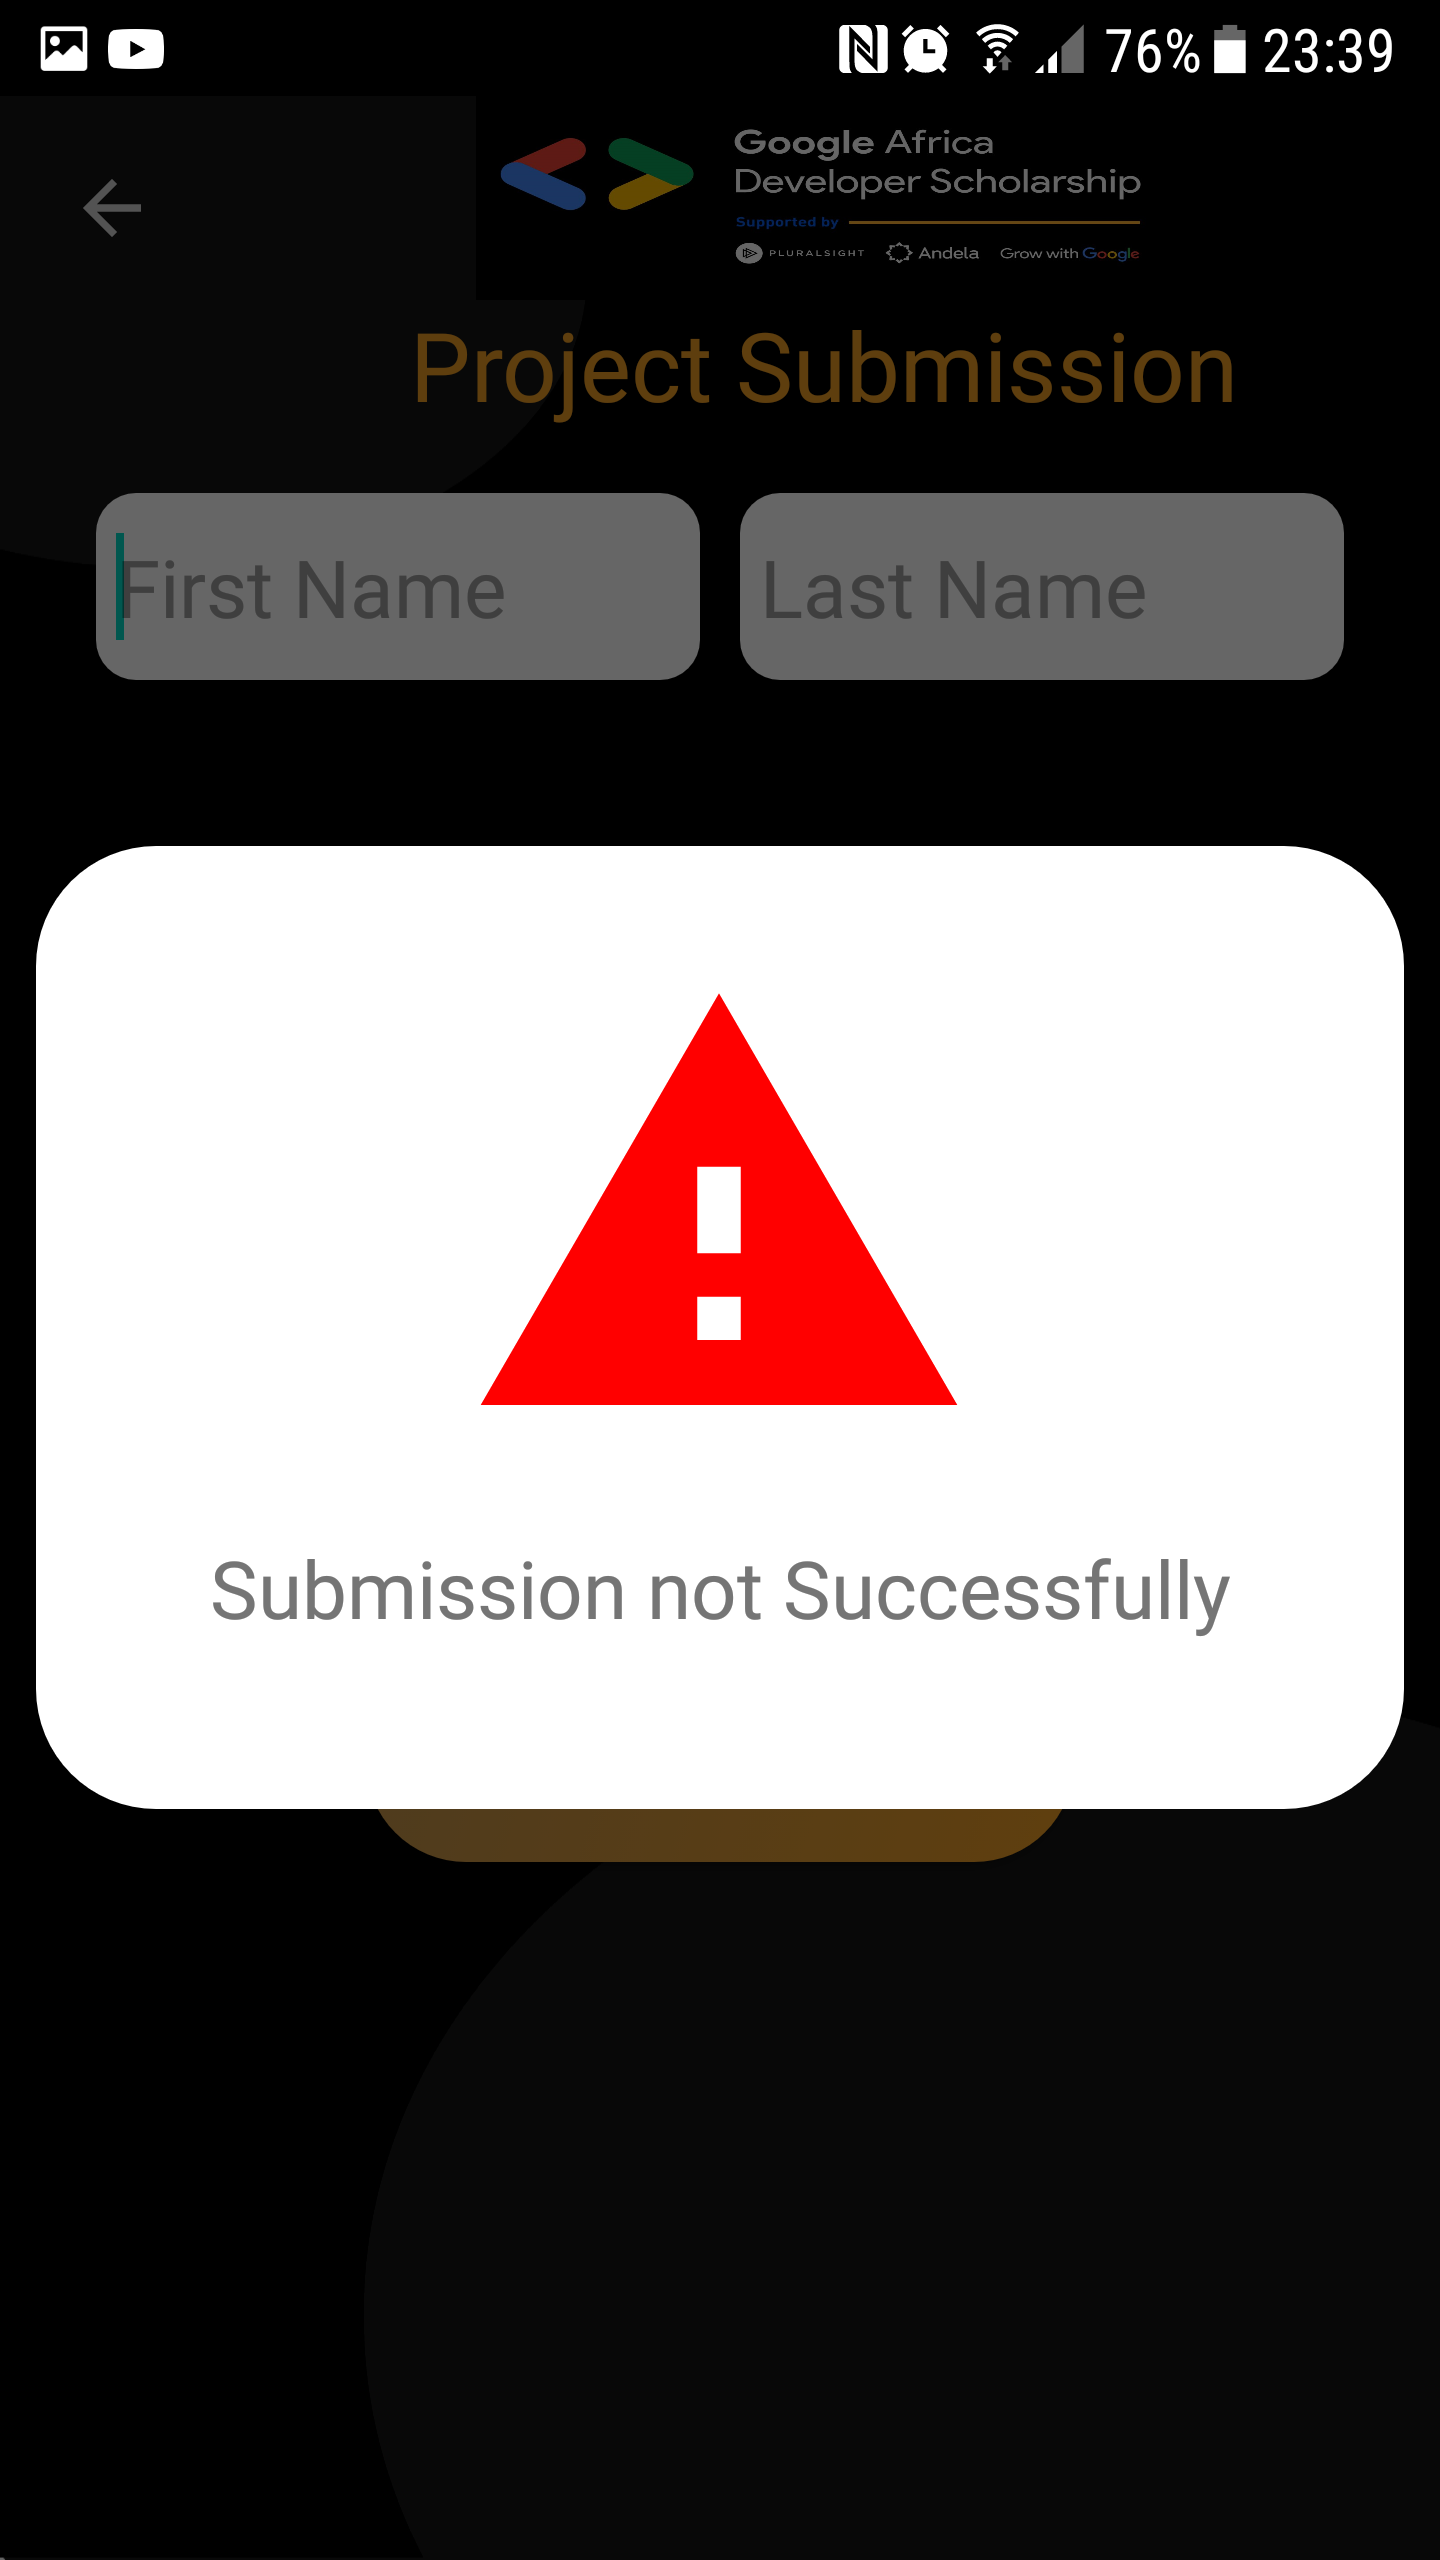 76% 23:39
Google Africa
Developer Scholarship
Supported by
PLURALSIGHT Andela Grow with Google
Project Submission
First Name Last Name
Submission not Successfully